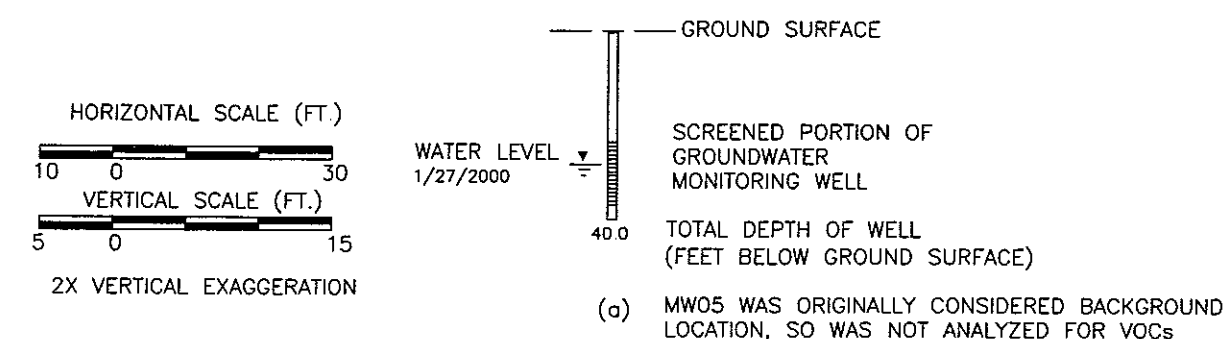 GROUND SURFACE
HORIZONTAL SCALE (FT.)
10 0 30
VERTICAL SCALE (FT.)
5 0 15
2X VERTICAL EXAGGERATION
WATER LEVEL
1/27/2000
SCREENED PORTION OF
GROUNDWATER
MONITORING WELL
40.0
TOTAL DEPTH OF WELL
(FEET BELOW GROUND SURFACE)
(a) MW05 WAS ORIGINALLY CONSIDERED BACKGROUND
LOCATION, SO WAS NOT ANALYZED FOR VOCs